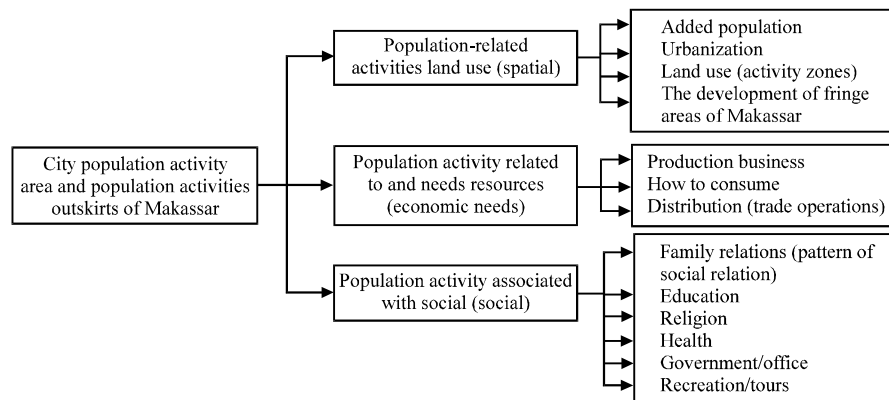 City population activity
area and population activities
outskirts of Makassar
Population-related
activities land use (spatial)
Added population
Urbanization
Land use (activity zones)
The development of fringe
areas of Makassar
Population activity related
to and needs resources
(economic needs)
Production business
How to consume
Distribution (trade operations)
Population activity associated
with social (social)
Family relations (pattern of
social relation)
Education
Religion
Health
Government/office
Recreation/tours